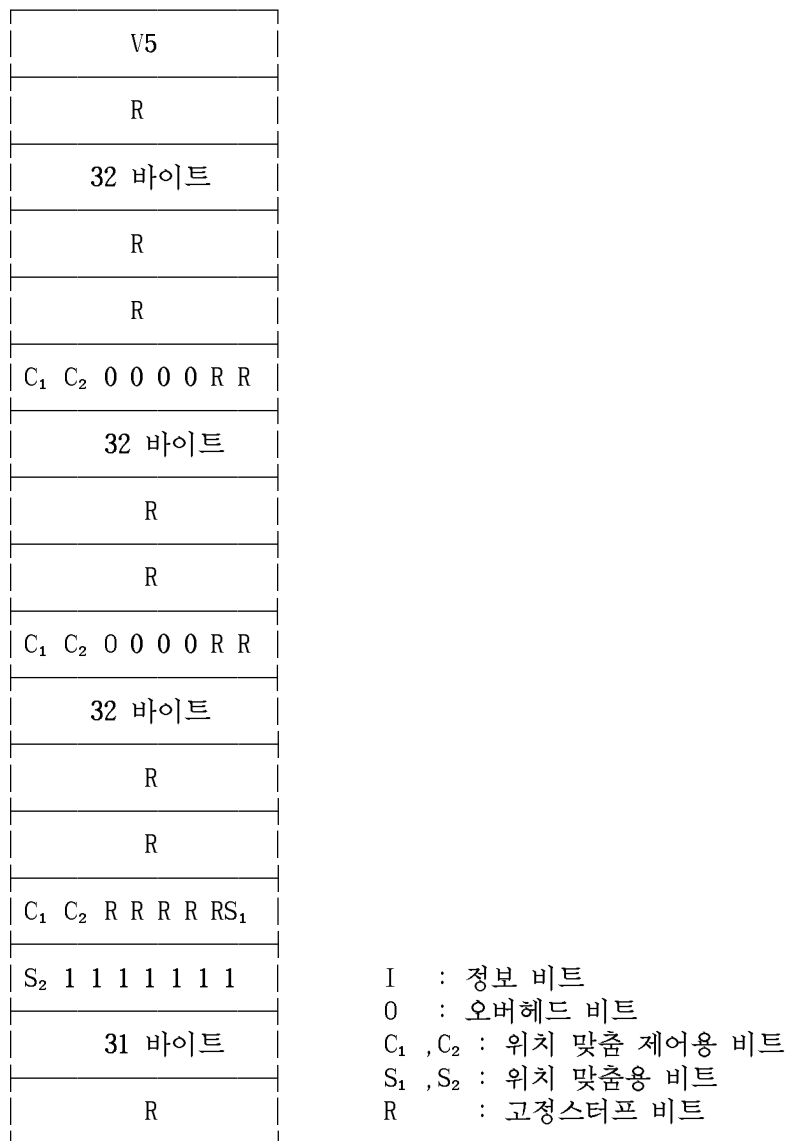 V5
R
32 바이트
R
R
C₁ C₂ 0 0 0 0 R R
32 바이트
R
R
C₁ C₂ 0 0 0 0 R R
32 바이트
R
R
C₁ C₂ R R R R RS₁
S₂ 1 1 1 1 1 1 1
I : 정보 비트
0 : 오버헤드 비트
31 바이트
C₁ ,C₂ : 위치 맞춤 제어용 비트
S₁ ,S₂ : 위치 맞춤용 비트
R
R : 고정스터프 비트